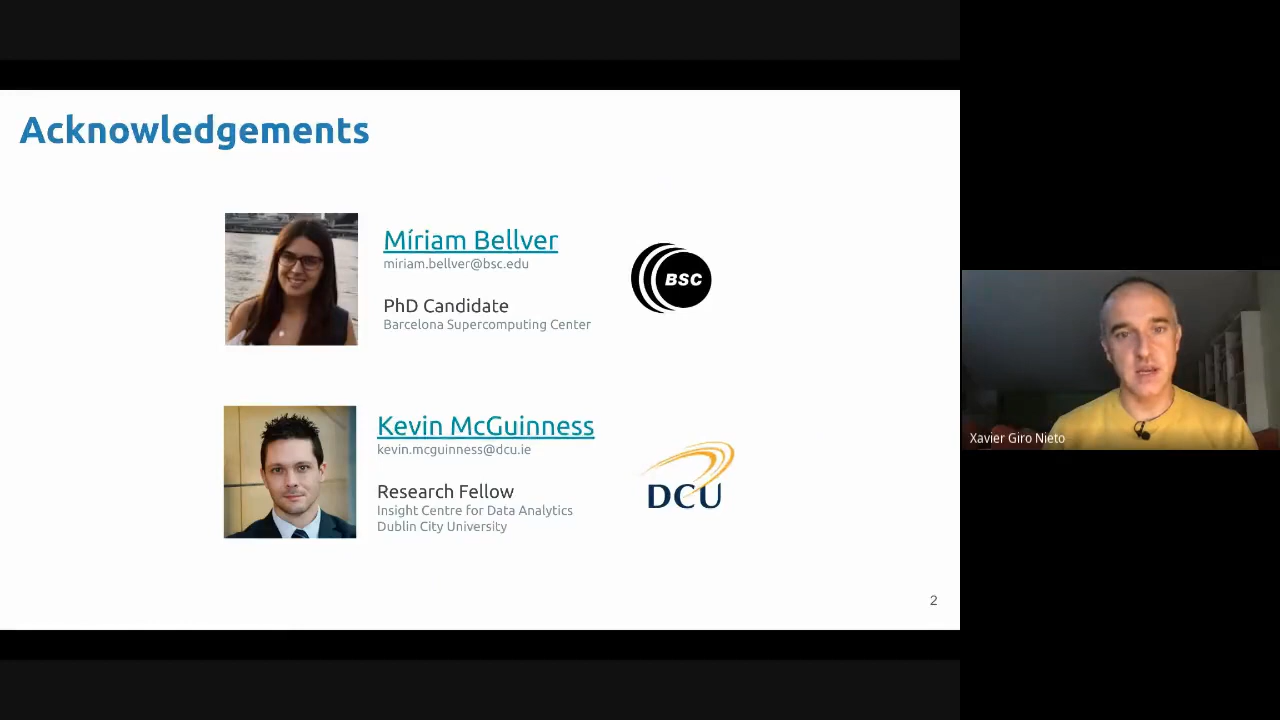 Acknowledgements
Míriam Bellver
miriam.bellver@bsc.edu
PhD Candidate
Barcelona Supercomputing Center
BSC
Kevin McGuinness
kevin.mcguinness@dcu.ie
Research Fellow
Insight Centre for Data Analytics
Dublin City University
DCU
2
Xavier Giro Nieto